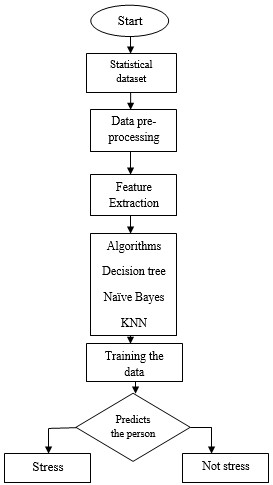 Start
Statistical
dataset
Data pre-
processing
Feature
Extraction
Algorithms
Decision tree
Naïve Bayes
KNN
Training the
data
Predicts
the person
Stress
Not stress